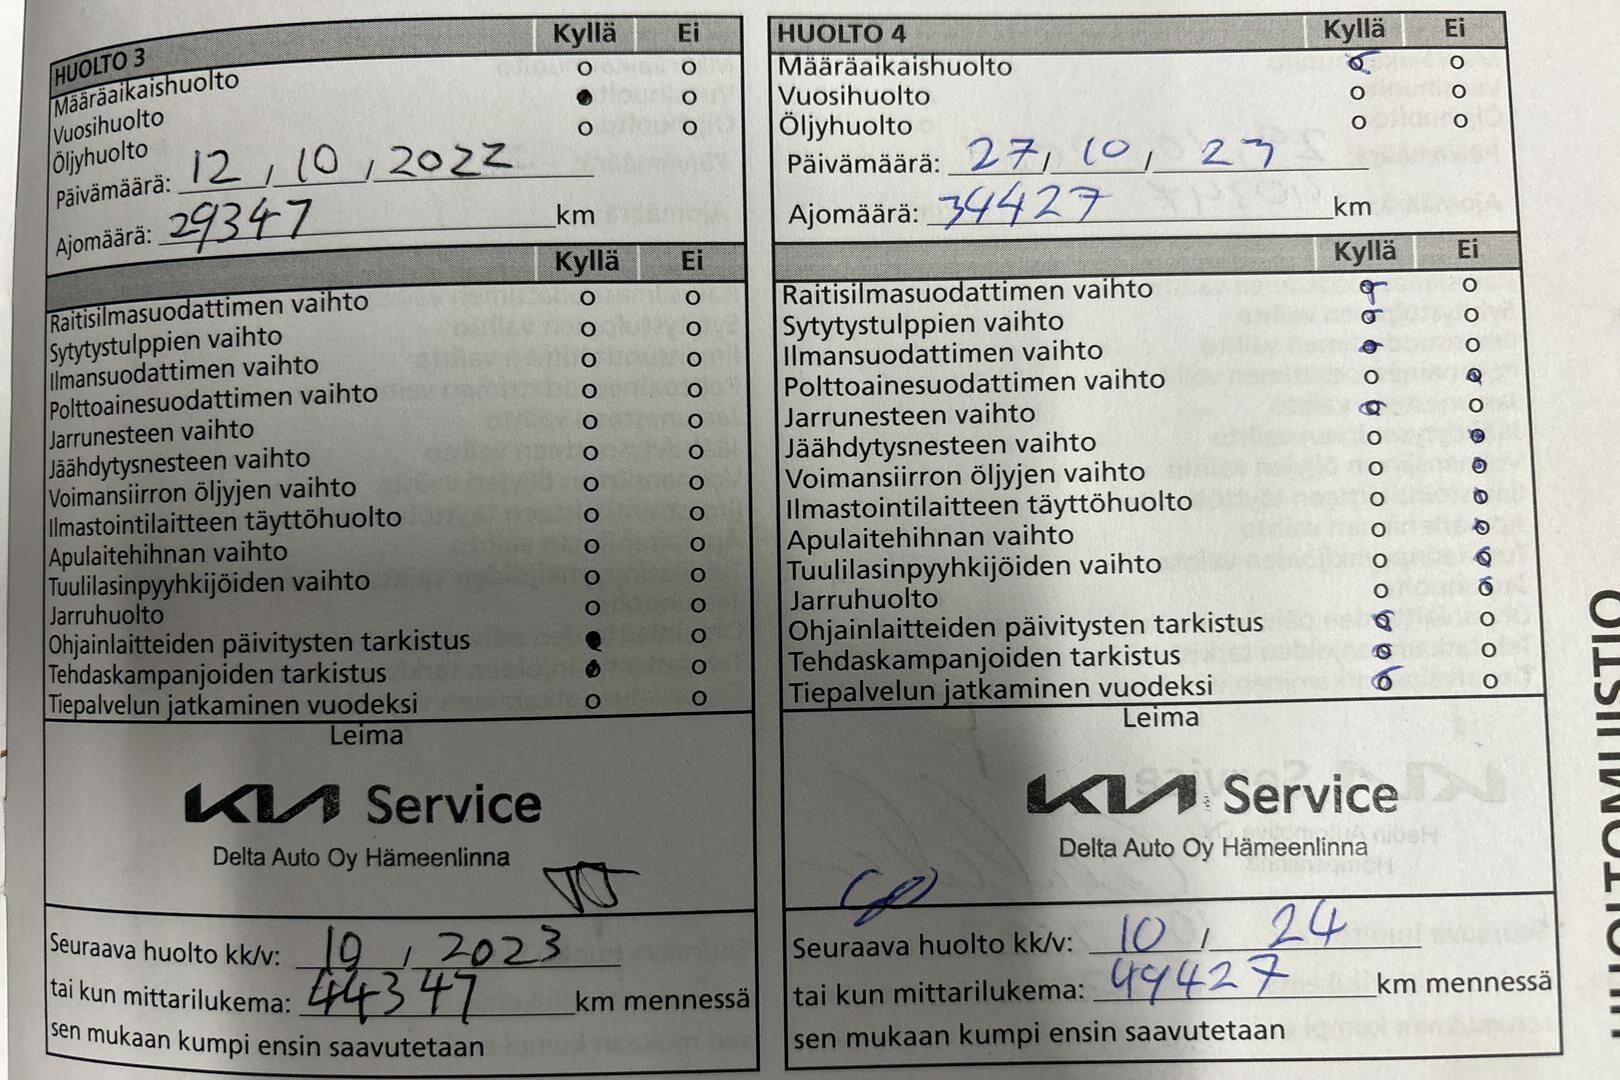 HUOLTO 3 Kyllä Ei
Määräaikaishuolto o o
Vuosihuolto ● o
Öljyhuolto o o
Päivämäärä: 12 / 10 / 2022
Ajomäärä: 29347 km
Kyllä Ei
Raitisilmasuodattimen vaihto o o
Sytytystulppien vaihto o o
Ilmansuodattimen vaihto o o
Polttoainesuodattimen vaihto o o
Jarrunesteen vaihto o o
Jäähdytysnesteen vaihto o o
Voimansiirron öljyjen vaihto o o
Ilmastointilaitteen täyttöhuolto o o
Apulaitehihnan vaihto o o
Tuulilasinpyyhkijöiden vaihto o o
Jarruhuolto o o
Ohjainlaitteiden päivitysten tarkistus ● o
Tehdaskampanjoiden tarkistus ● o
Tiepalvelun jatkaminen vuodeksi o o
Leima
KIA Service
Delta Auto Oy Hämeenlinna
Seuraava huolto kk/v: 10 / 2023
tai kun mittarilukema: 44347 km mennessä
sen mukaan kumpi ensin saavutetaan
HUOLTO 4 Kyllä Ei
Määräaikaishuolto ● o
Vuosihuolto o o
Öljyhuolto o o
Päivämäärä: 27 / 10 / 23
Ajomäärä: 34427 km
Kyllä Ei
Raitisilmasuodattimen vaihto ● o
Sytytystulppien vaihto ● o
Ilmansuodattimen vaihto ● o
Polttoainesuodattimen vaihto o ●
Jarrunesteen vaihto ● o
Jäähdytysnesteen vaihto o ●
Voimansiirron öljyjen vaihto o ●
Ilmastointilaitteen täyttöhuolto o ●
Apulaitehihnan vaihto o ●
Tuulilasinpyyhkijöiden vaihto o ●
Jarruhuolto o ●
Ohjainlaitteiden päivitysten tarkistus ● o
Tehdaskampanjoiden tarkistus ● o
Tiepalvelun jatkaminen vuodeksi ● o
Leima
KIA Service
Delta Auto Oy Hämeenlinna
Seuraava huolto kk/v: 10 / 24
tai kun mittarilukema: 49427 km mennessä
sen mukaan kumpi ensin saavutetaan
HUOLTOMUISTIO